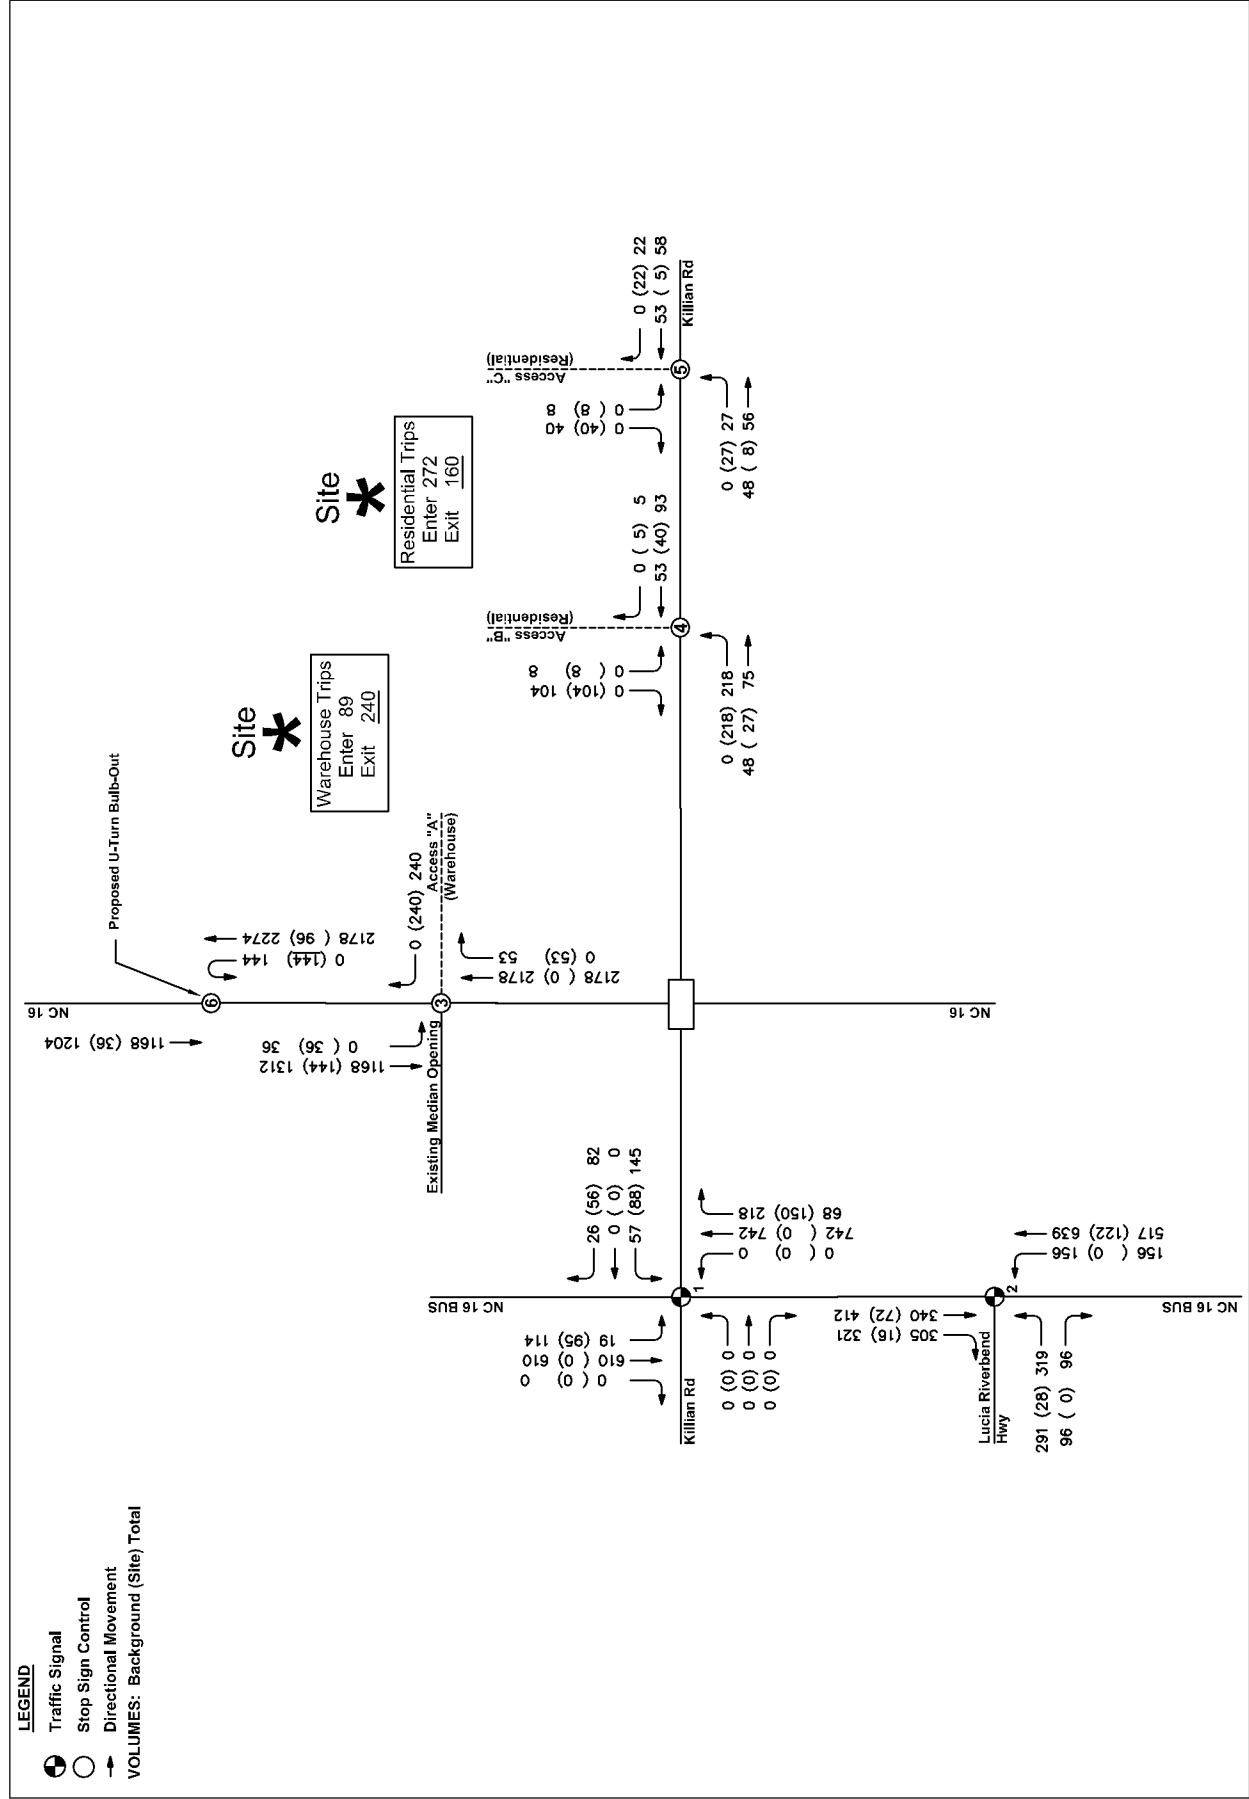 LEGEND
Traffic Signal
Stop Sign Control
Directional Movement
VOLUMES: Background (Site) Total
NC 16
1168 (36) 1204
6
0 (144) 144
2178 ( 96) 2274
Proposed U-Turn Bulb-Out
Site
Warehouse Trips
Enter 89
Exit 240
Site
Residential Trips
Enter 272
Exit 160
1168 (144) 1312
0 ( 36) 36
Existing Median Opening
3
0 (240) 240
Access "A"
(Warehouse)
2178 ( 0) 2178
0 (53) 53
NC 16
NC 16 BUS
0 ( 0) 0
610 ( 0) 610
19 (95) 114
26 (56) 82
0 ( 0) 0
57 (88) 145
1
Killian Rd
0 (0) 0
0 (0) 0
0 (0) 0
0 ( 0) 0
742 ( 0) 742
68 (150) 218
305 (16) 321
340 (72) 412
Lucia Riverbend
Hwy
2
291 (28) 319
96 ( 0) 96
156 ( 0) 156
517 (122) 639
NC 16 BUS
Access "B"
(Residential)
0 (104) 104
0 ( 8) 8
0 ( 5) 5
53 (40) 93
4
0 (218) 218
48 ( 27) 75
Access "C"
(Residential)
0 (40) 40
0 ( 8) 8
0 (22) 22
53 ( 5) 58
5
Killian Rd
0 (27) 27
48 ( 8) 56